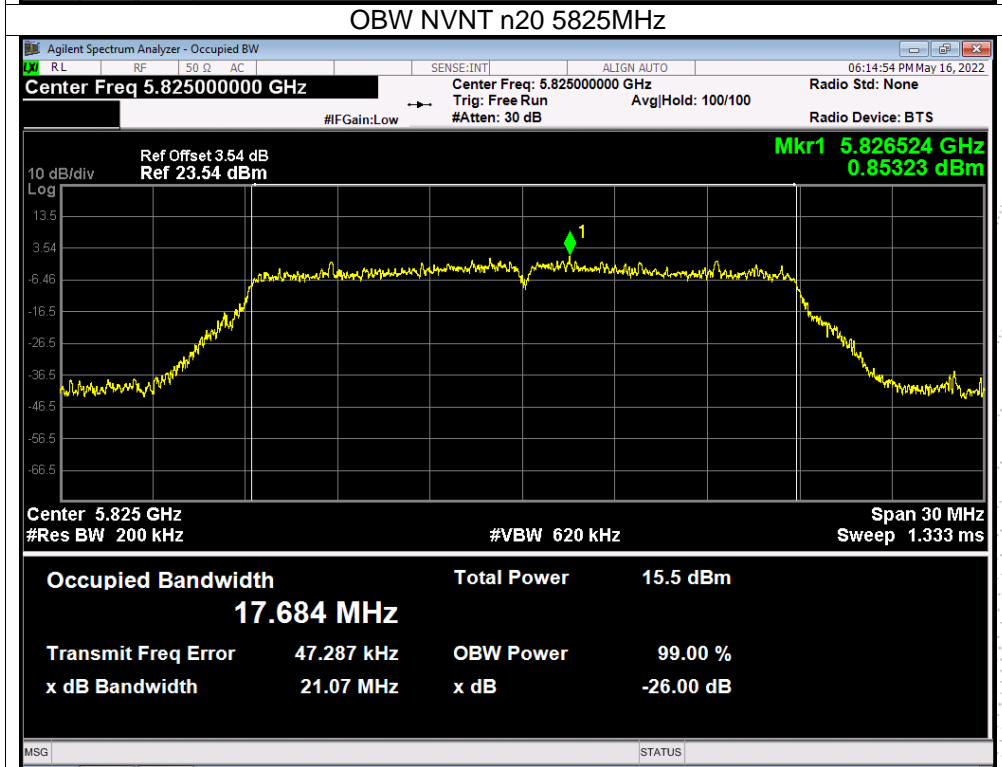 OBW NVNT n20 5825MHz
Agilent Spectrum Analyzer - Occupied BW
LXI RL RF 50 Ω AC SENSE:INT ALIGN AUTO 06:14:54 PM May 16, 2022
Center Freq 5.825000000 GHz Center Freq: 5.825000000 GHz Radio Std: None
Trig: Free Run Avg|Hold: 100/100
#IFGain:Low #Atten: 30 dB Radio Device: BTS
Mkr1 5.826524 GHz
0.85323 dBm
Ref Offset 3.54 dB
10 dB/div Ref 23.54 dBm
Log
13.5
1
3.54
-6.46
-16.5
-26.5
-36.5
-46.5
-56.5
-66.5
Center 5.825 GHz Span 30 MHz
#Res BW 200 kHz #VBW 620 kHz Sweep 1.333 ms
Occupied Bandwidth Total Power 15.5 dBm
17.684 MHz
Transmit Freq Error 47.287 kHz OBW Power 99.00 %
x dB Bandwidth 21.07 MHz x dB -26.00 dB
MSG STATUS